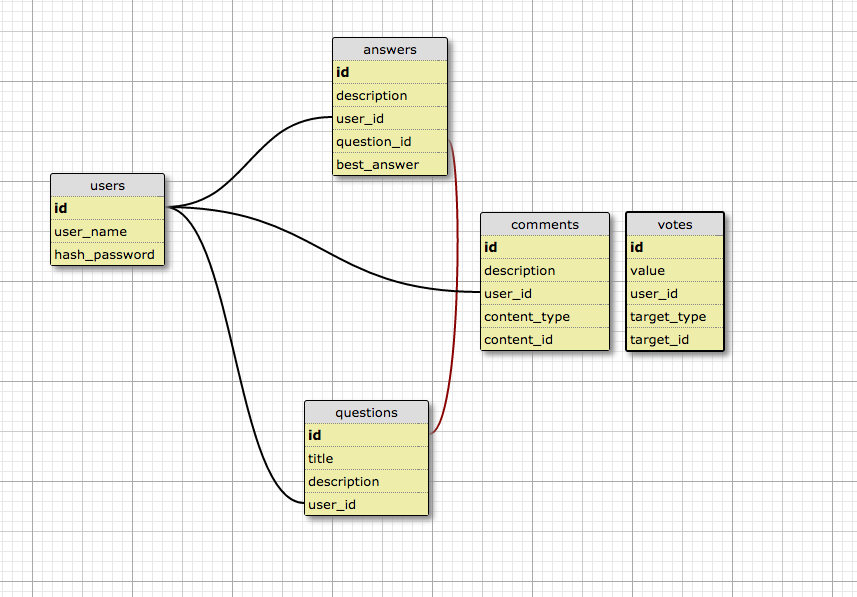 answers
id
description
user_id
question_id
best_answer
users
id
user_name
hash_password
comments
id
description
user_id
content_type
content_id
votes
id
value
user_id
target_type
target_id
questions
id
title
description
user_id